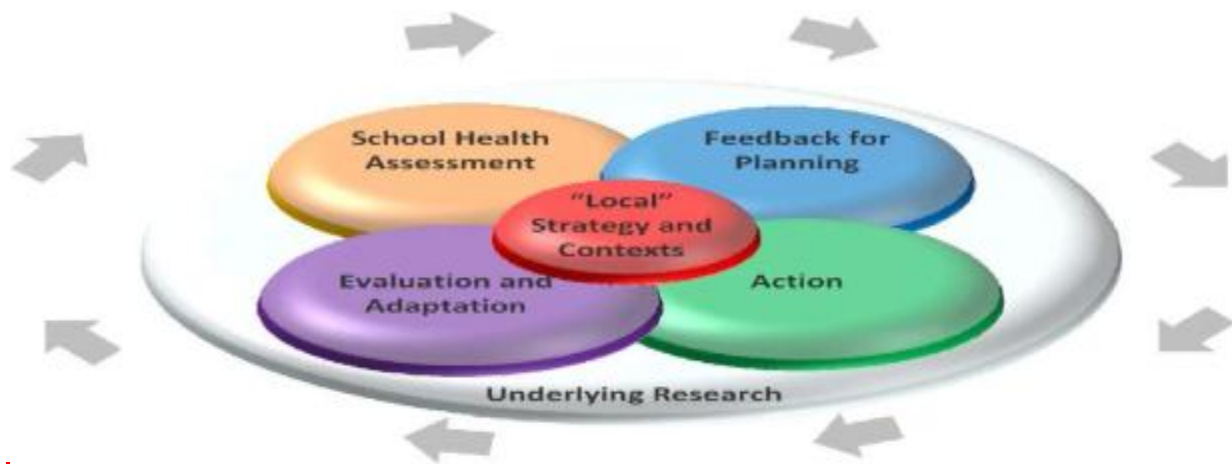 School Health
Assessment
Feedback for
Planning
“Local”
Strategy and
Contexts
Evaluation and
Adaptation
Action
Underlying Research